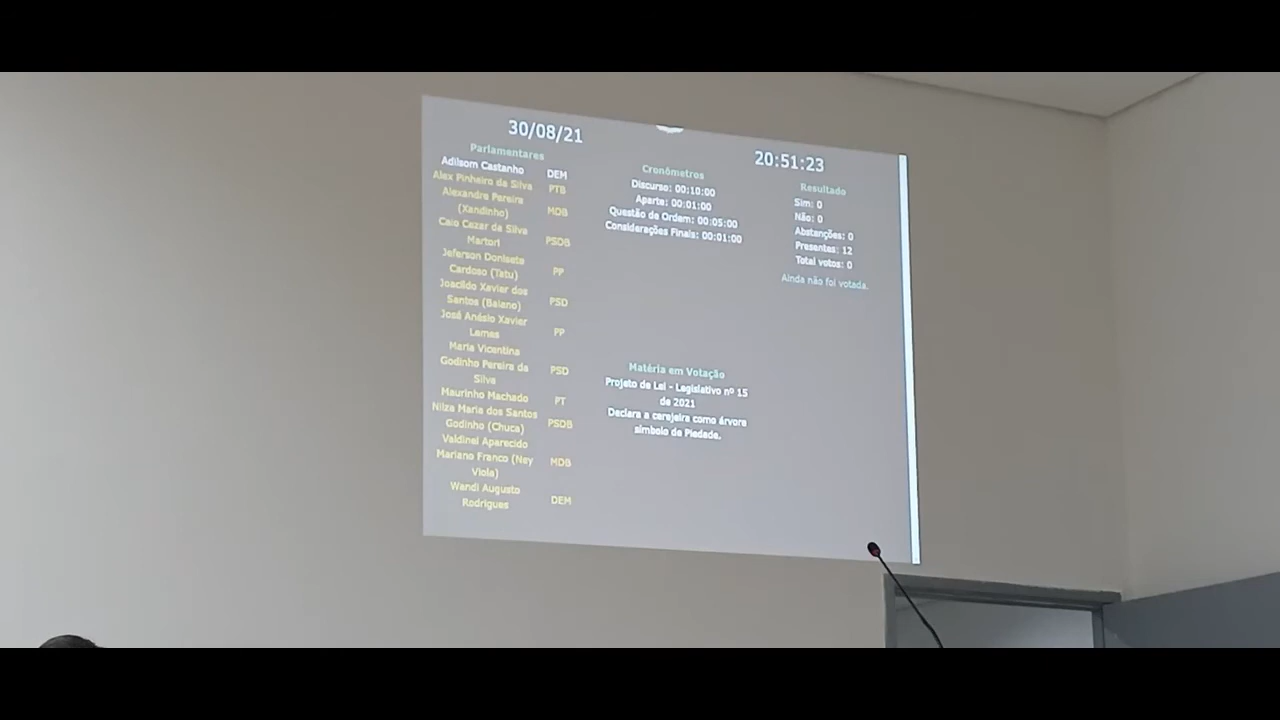 30/08/21
20:51:23
Parlamentares
Adilsom Castanho DEM
Alex Pinheiro da Silva PTB
Alexandre Pereira
(Xandinho) MDB
Caio Cezar da Silva
Martori PSDB
Jeferson Doniseta
Cardoso (Tatu) PP
Joacildo Xavier dos
Santos (Baiano) PSD
José Anésio Xavier
Lemes PP
Maria Vicentina
Godinho Pereira da
Silva PSD
Maurinho Machado PT
Nilza Maria dos Santos
Godinho (Chuca) PSDB
Valdinei Aparecido
Mariano Franco (Ney
Viola) MDB
Wandi Augusto
Rodrigues DEM
Cronômetros
Discurso: 00:10:00
Aparte: 00:01:00
Questão de Ordem: 00:05:00
Considerações Finais: 00:01:00
Matéria em Votação
Projeto de Lei - Legislativo nº 15
de 2021
Declara a cerejeira como árvore
símbolo de Piedade.
Resultado
Sim: 0
Não: 0
Abstenções: 0
Presentes: 12
Total votos: 0
Ainda não foi votada.